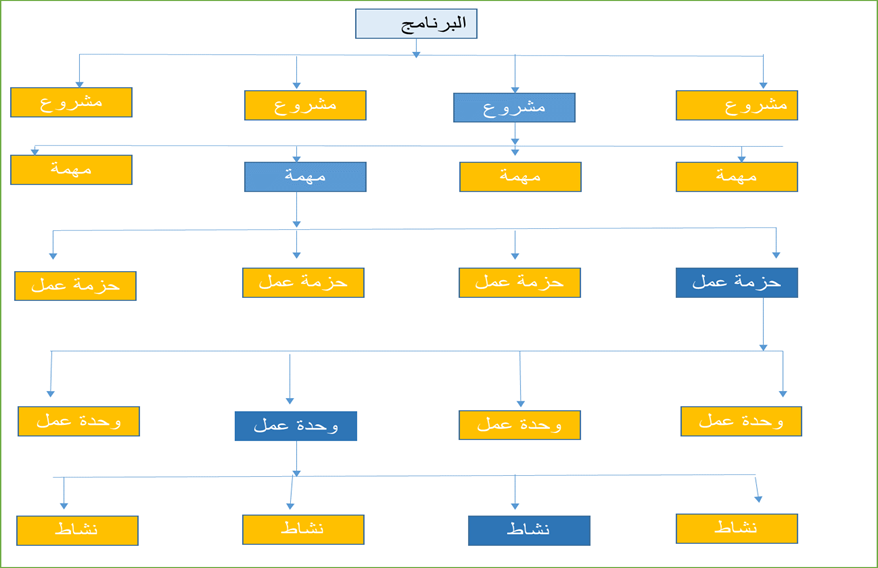 البرنامج
مشروع
مشروع
مشروع
مشروع
مهمة
مهمة
مهمة
مهمة
حزمة عمل
حزمة عمل
حزمة عمل
حزمة عمل
وحدة عمل
وحدة عمل
وحدة عمل
وحدة عمل
نشاط
نشاط
نشاط
نشاط